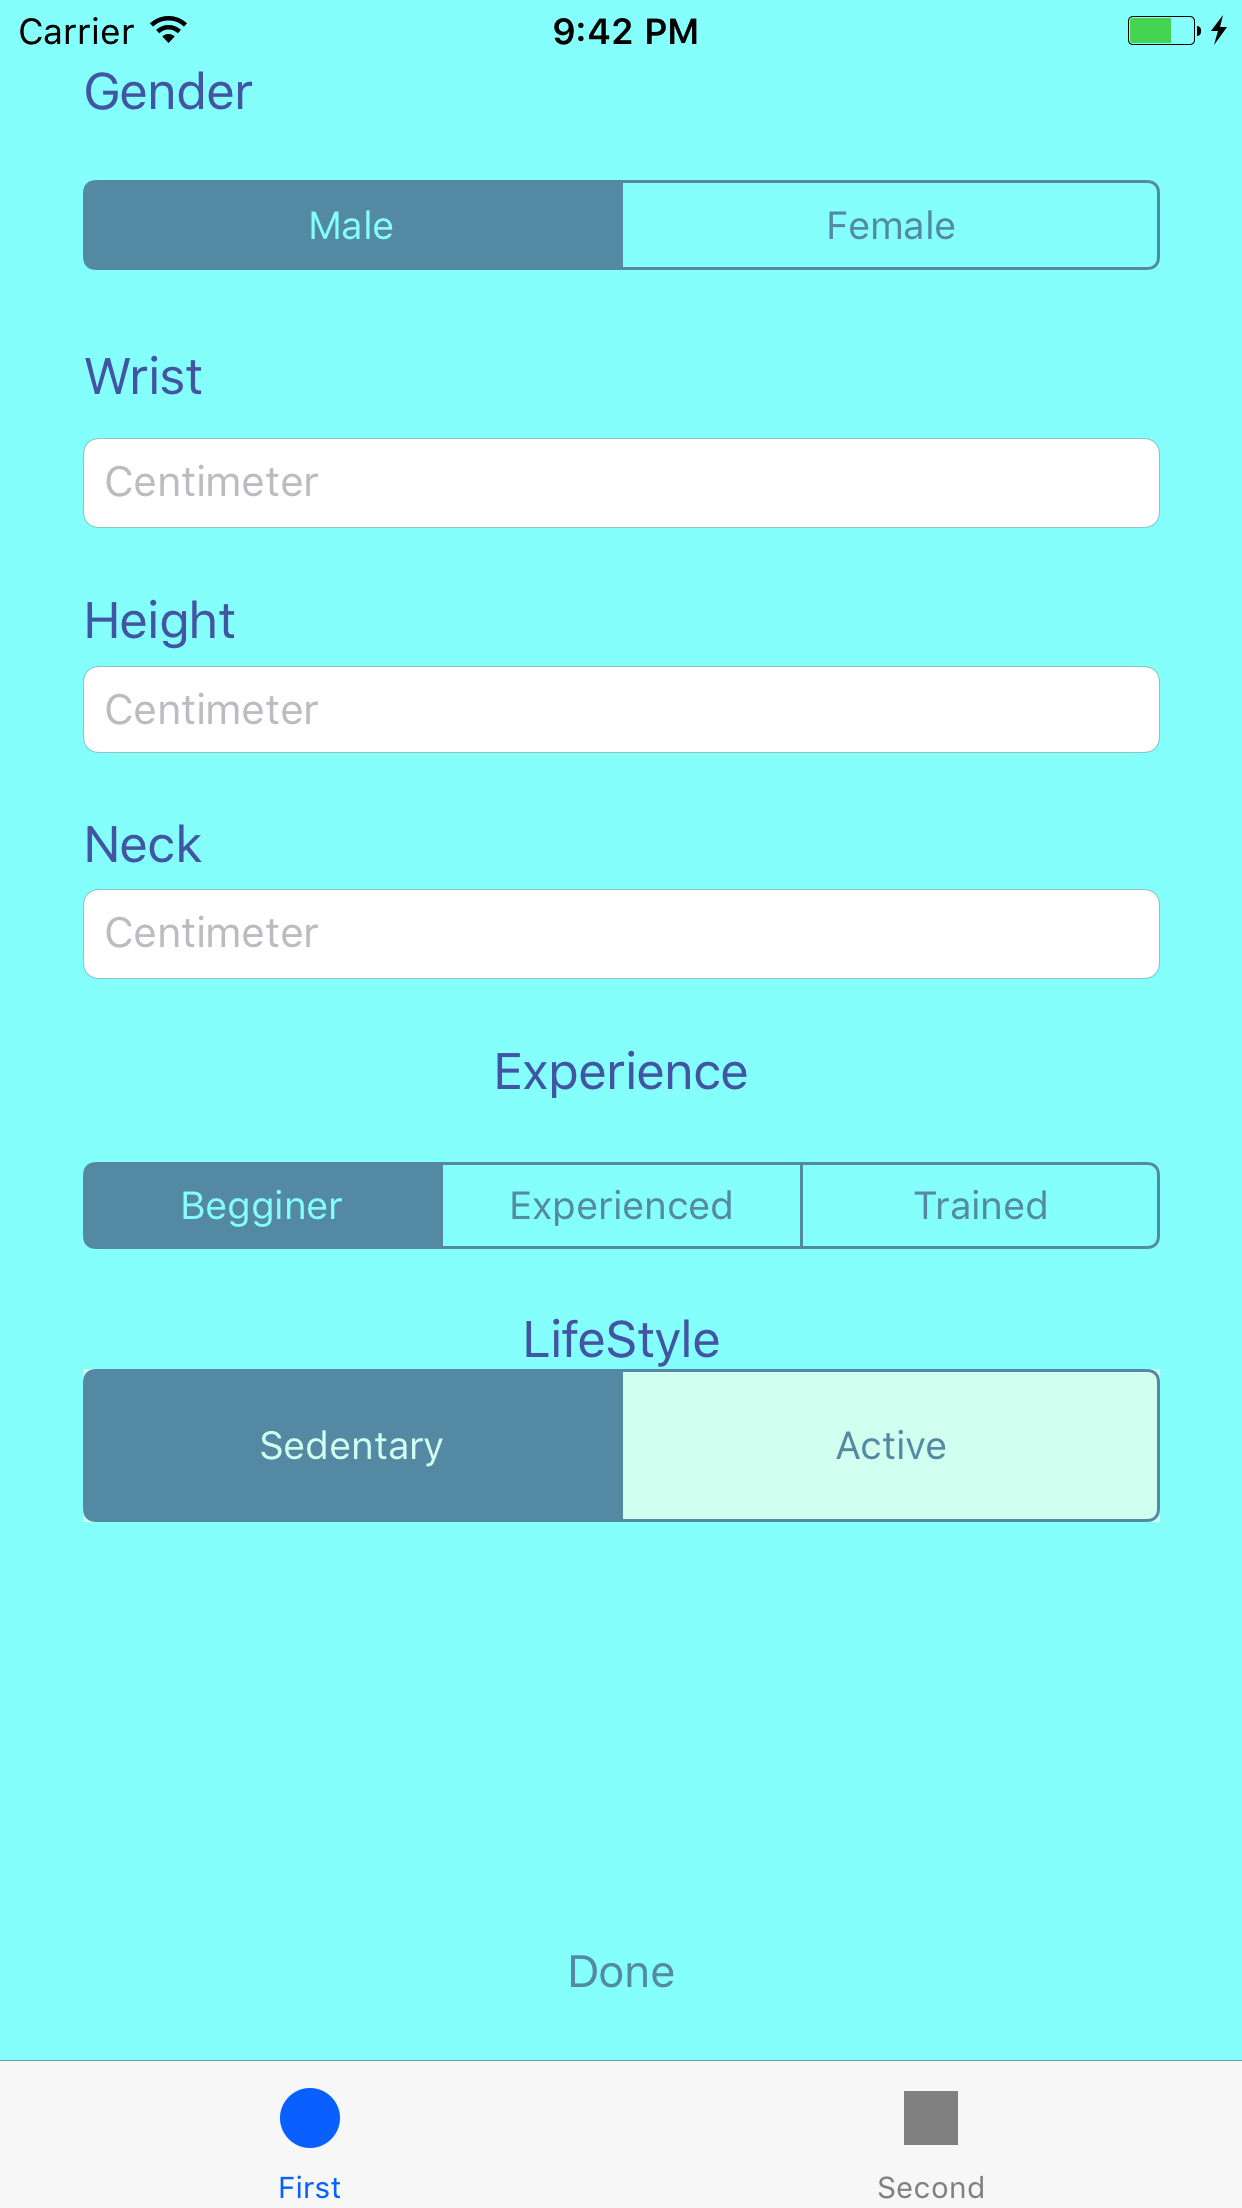 Carrier 9:42 PM
Gender
Male Female
Wrist
Centimeter
Height
Centimeter
Neck
Centimeter
Experience
Begginer Experienced Trained
LifeStyle
Sedentary Active
Done
First Second